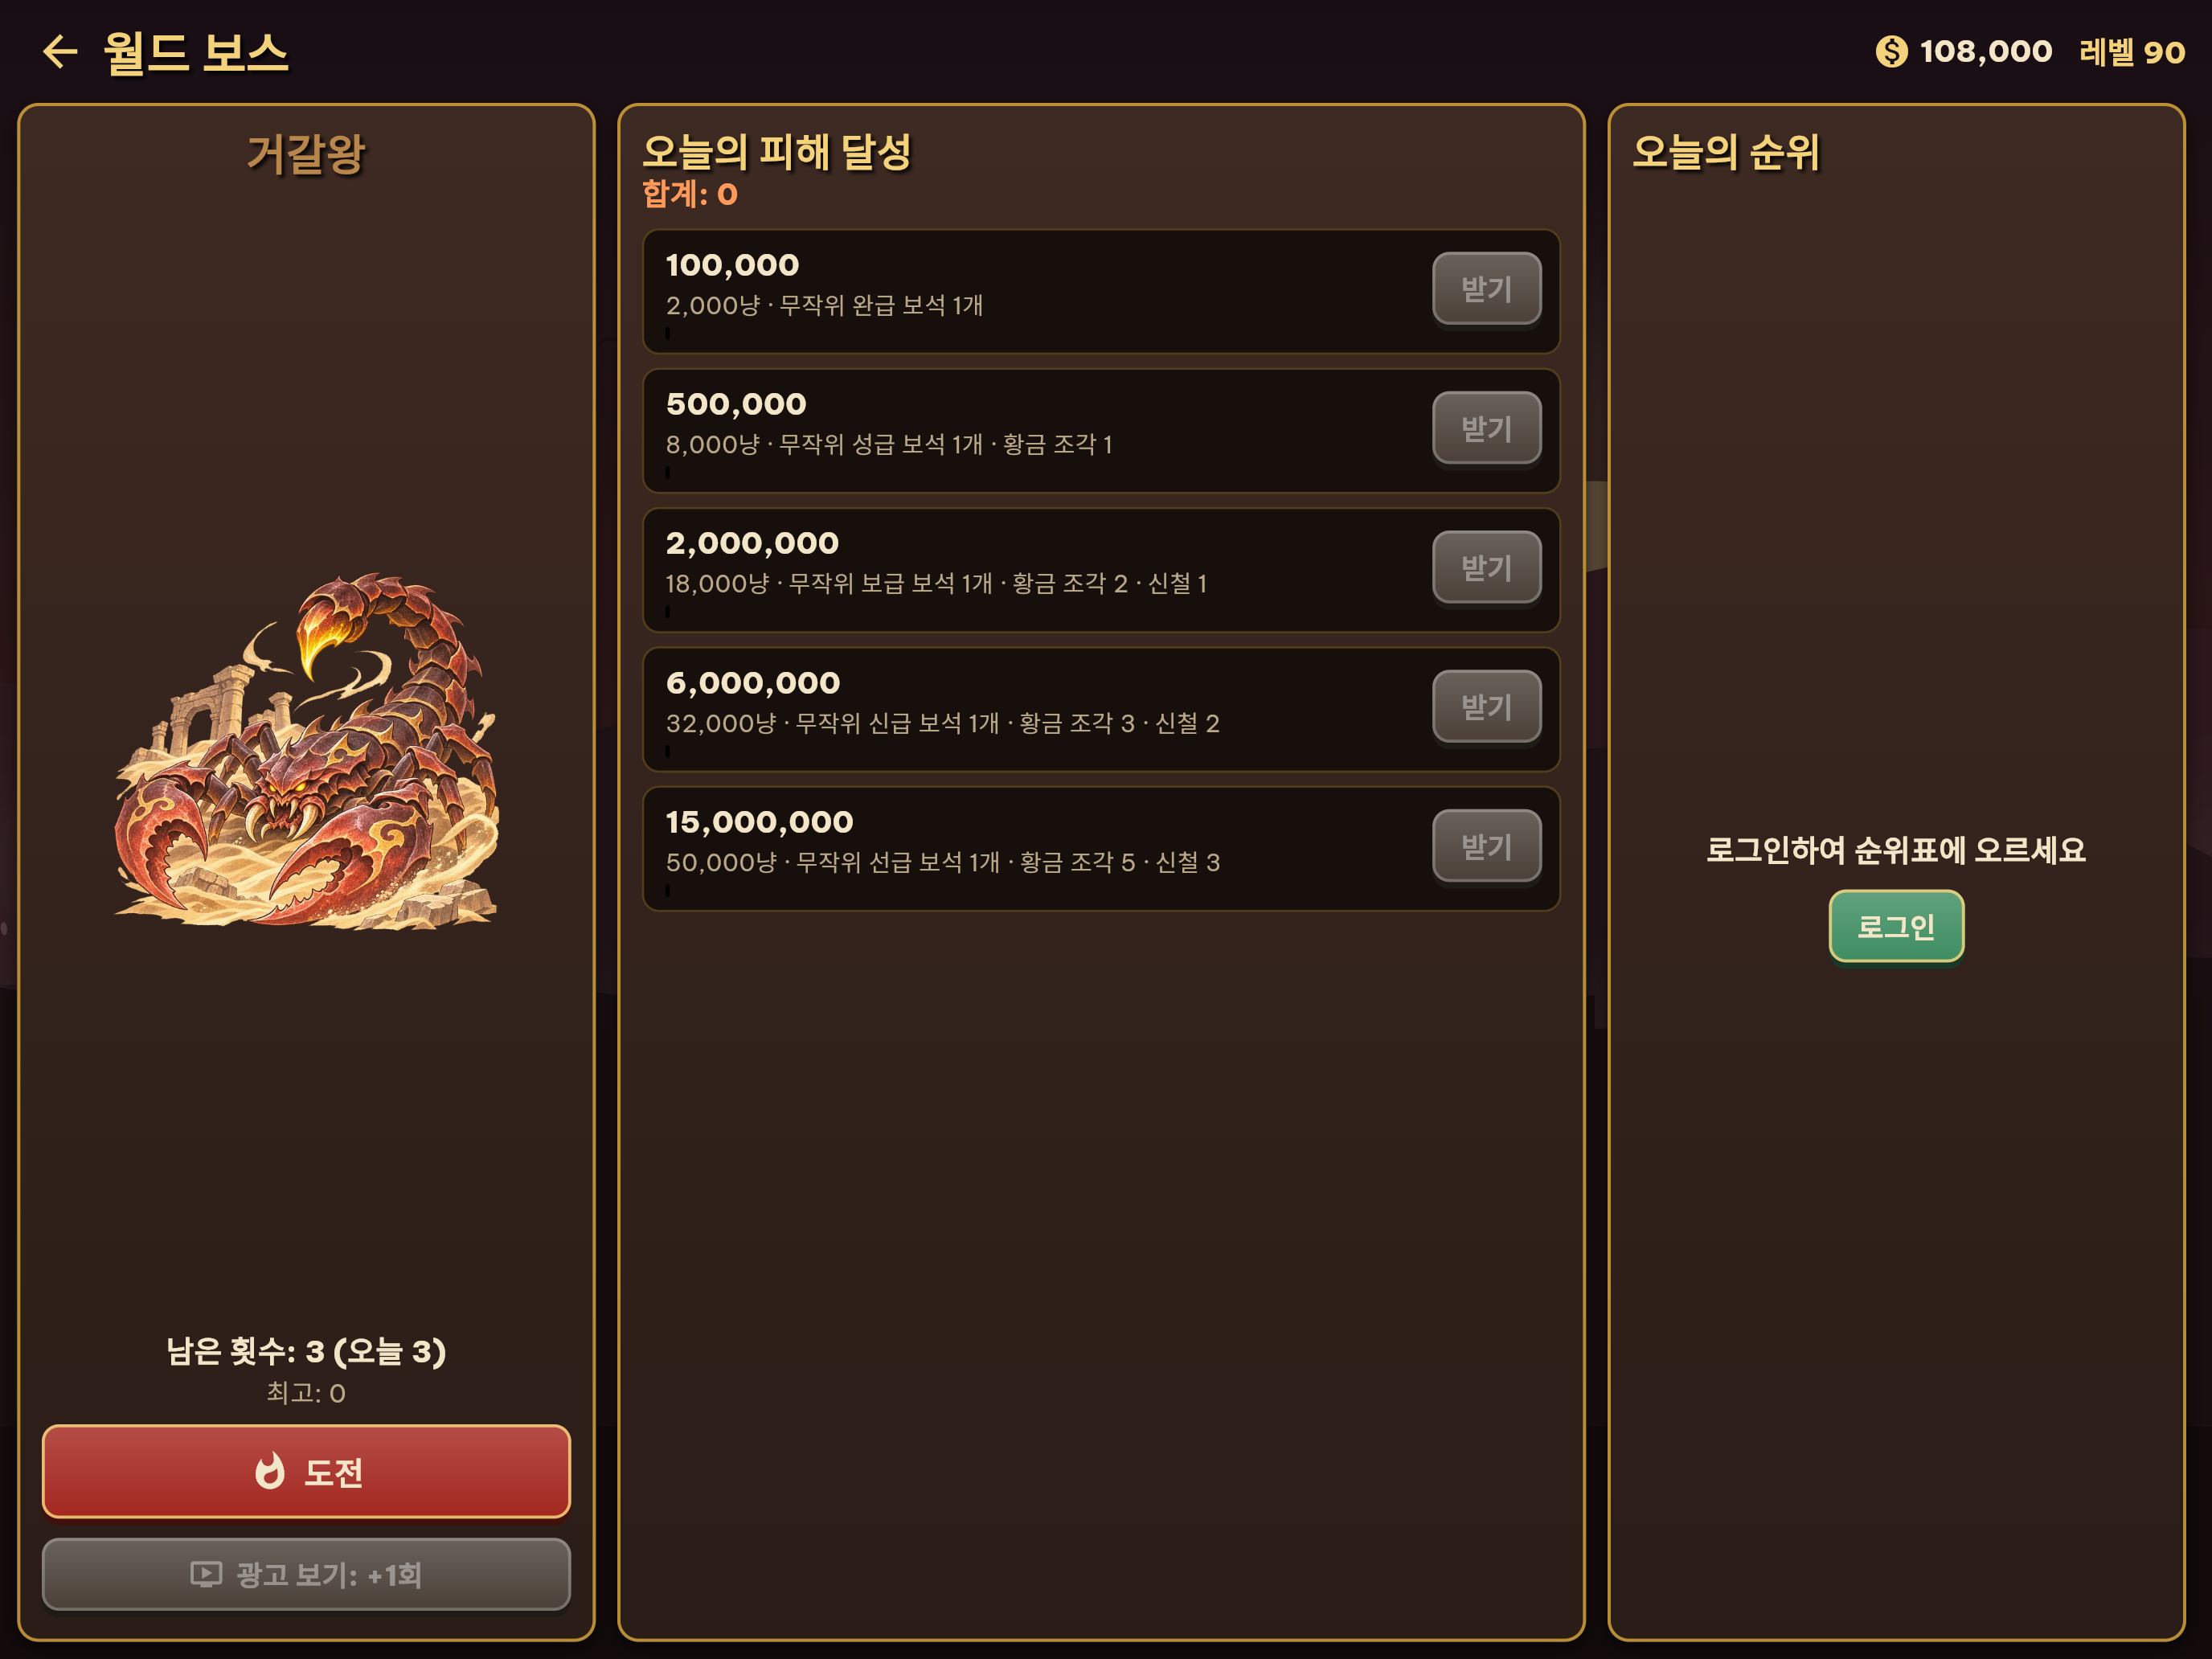 월드 보스
108,000 레벨 90
거갈왕
남은 횟수: 3 (오늘 3)
최고: 0
도전
광고 보기: +1회
오늘의 피해 달성
합계: 0
100,000
2,000냥 · 무작위 완급 보석 1개
받기
500,000
8,000냥 · 무작위 성급 보석 1개 · 황금 조각 1
받기
2,000,000
18,000냥 · 무작위 보급 보석 1개 · 황금 조각 2 · 신철 1
받기
6,000,000
32,000냥 · 무작위 신급 보석 1개 · 황금 조각 3 · 신철 2
받기
15,000,000
50,000냥 · 무작위 선급 보석 1개 · 황금 조각 5 · 신철 3
받기
오늘의 순위
로그인하여 순위표에 오르세요
로그인